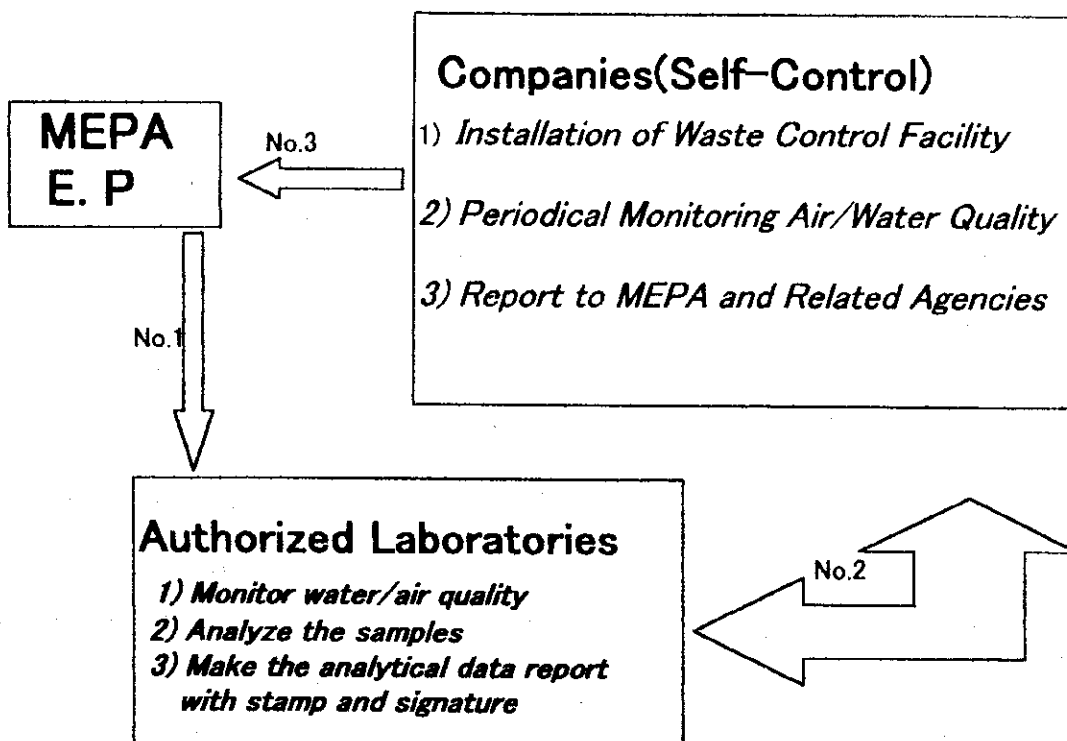 MEPA
E. P
No.3
Companies(Self-Control)
1) Installation of Waste Control Facility
2) Periodical Monitoring Air/Water Quality
3) Report to MEPA and Related Agencies
No.1
Authorized Laboratories
1) Monitor water/air quality
2) Analyze the samples
3) Make the analytical data report
with stamp and signature
No.2